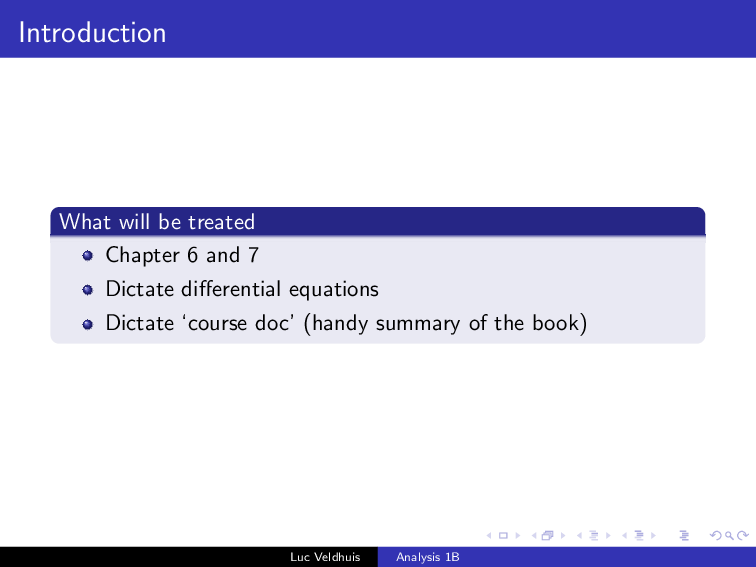 Introduction
What will be treated
Chapter 6 and 7
Dictate differential equations
Dictate ‘course doc’ (handy summary of the book)
Luc Veldhuis
Analysis 1B